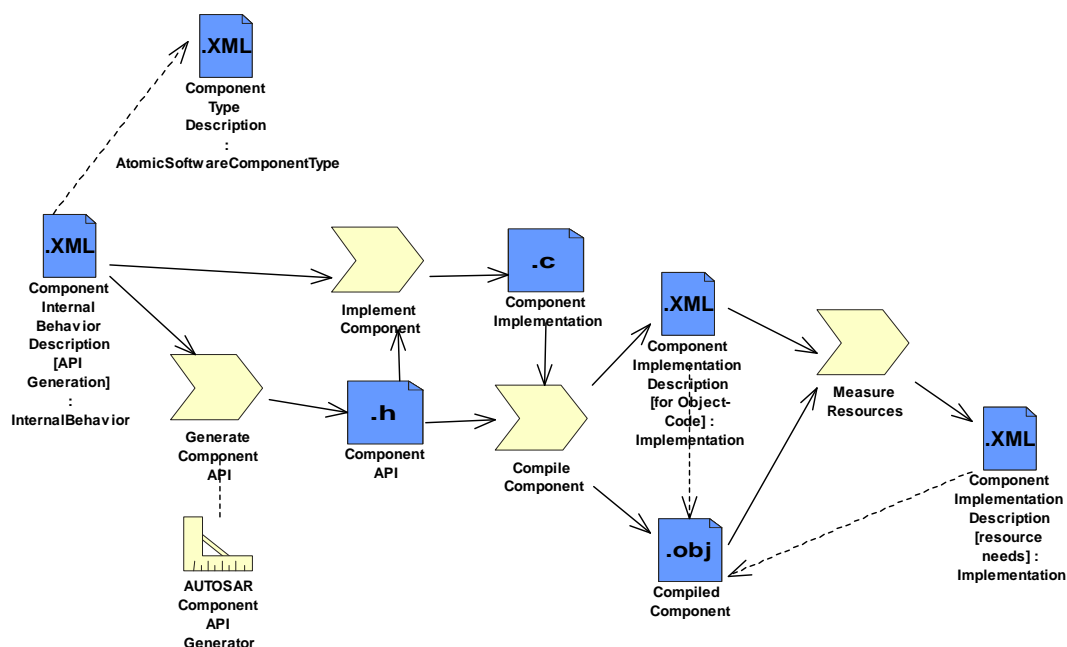 .XML
Component
Type
Description
:
AtomicSoftwareComponentType
.XML
Component
Internal
Behavior
Description
[API
Generation]
:
InternalBehavior
Implement
Component
.c
Component
Implementation
Generate
Component
API
.h
Component
API
AUTOSAR
Component
API
Generator
Compile
Component
.XML
Component
Implementation
Description
[for Object-
Code] :
Implementation
.obj
Compiled
Component
Measure
Resources
.XML
Component
Implementation
Description
[resource
needs] :
Implementation